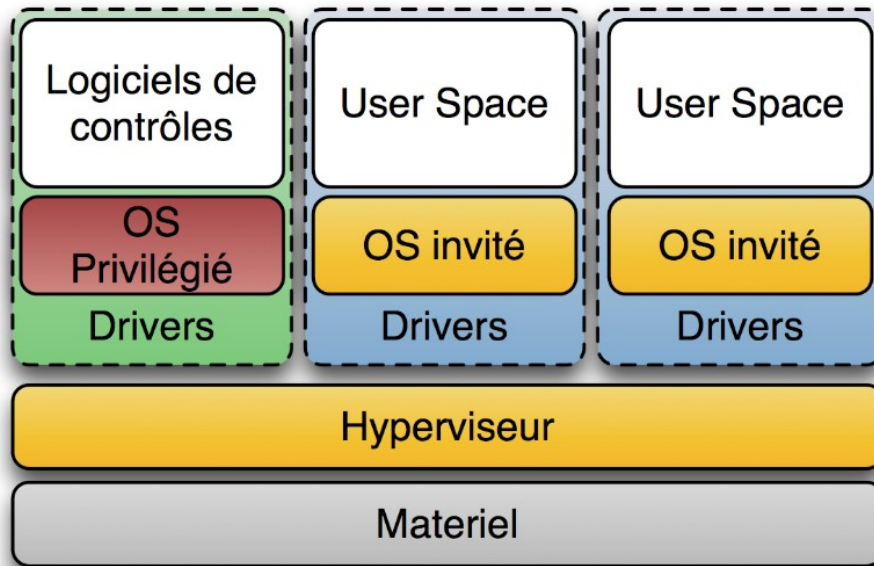 Logiciels de
contrôles
User Space
User Space
OS
Privilégié
OS invité
OS invité
Drivers
Drivers
Drivers
Hyperviseur
Materiel